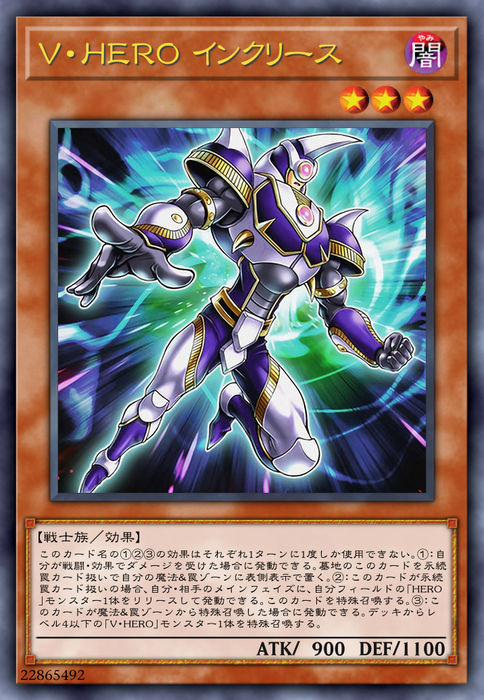 V・HERO インクリース
やみ
闇
【戦士族／効果】
このカード名の①②③の効果はそれぞれ1ターンに1度しか使用できない。①：自
分が戦闘・効果でダメージを受けた場合に発動できる。墓地のこのカードを永続
罠カード扱いで自分の魔法&罠ゾーンに表側表示で置く。②：このカードが永続
罠カード扱いの場合、自分・相手のメインフェイズに、自分フィールドの「HERO
」モンスター1体をリリースして発動できる。このカードを特殊召喚する。③：こ
のカードが魔法&罠ゾーンから特殊召喚した場合に発動できる。デッキからレ
ベル4以下の「V・HERO」モンスター1体を特殊召喚する。
ATK/ 900 DEF/1100
22865492